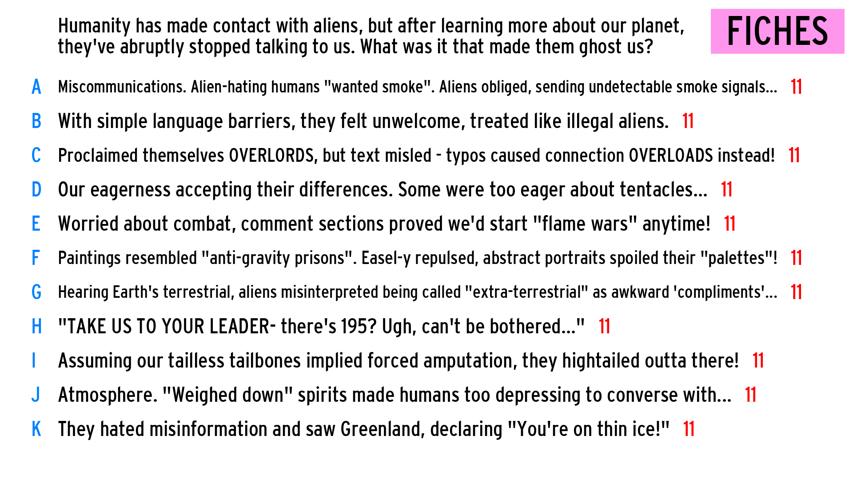 Humanity has made contact with aliens, but after learning more about our planet,
they've abruptly stopped talking to us. What was it that made them ghost us?
FICHES
A Miscommunications. Alien-hating humans "wanted smoke". Aliens obliged, sending undetectable smoke signals... 11
B With simple language barriers, they felt unwelcome, treated like illegal aliens. 11
C Proclaimed themselves OVERLORDS, but text misled - typos caused connection OVERLOADS instead! 11
D Our eagerness accepting their differences. Some were too eager about tentacles... 11
E Worried about combat, comment sections proved we'd start "flame wars" anytime! 11
F Paintings resembled "anti-gravity prisons". Easel-y repulsed, abstract portraits spoiled their "palettes"! 11
G Hearing Earth's terrestrial, aliens misinterpreted being called "extra-terrestrial" as awkward 'compliments'... 11
H "TAKE US TO YOUR LEADER- there's 195? Ugh, can't be bothered..." 11
I Assuming our tailless tailbones implied forced amputation, they hightailed outta there! 11
J Atmosphere. "Weighed down" spirits made humans too depressing to converse with... 11
K They hated misinformation and saw Greenland, declaring "You're on thin ice!" 11